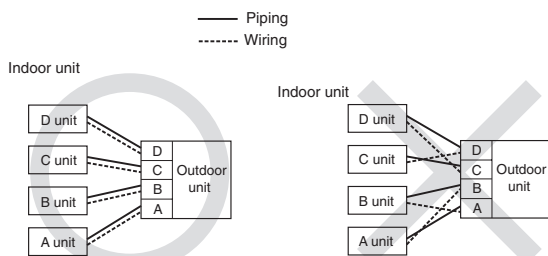 Piping
Wiring
Indoor unit
D unit
C unit
B unit
A unit
D
C
B
A
Outdoor
unit
Indoor unit
D unit
C unit
B unit
A unit
D
C
B
A
Outdoor
unit